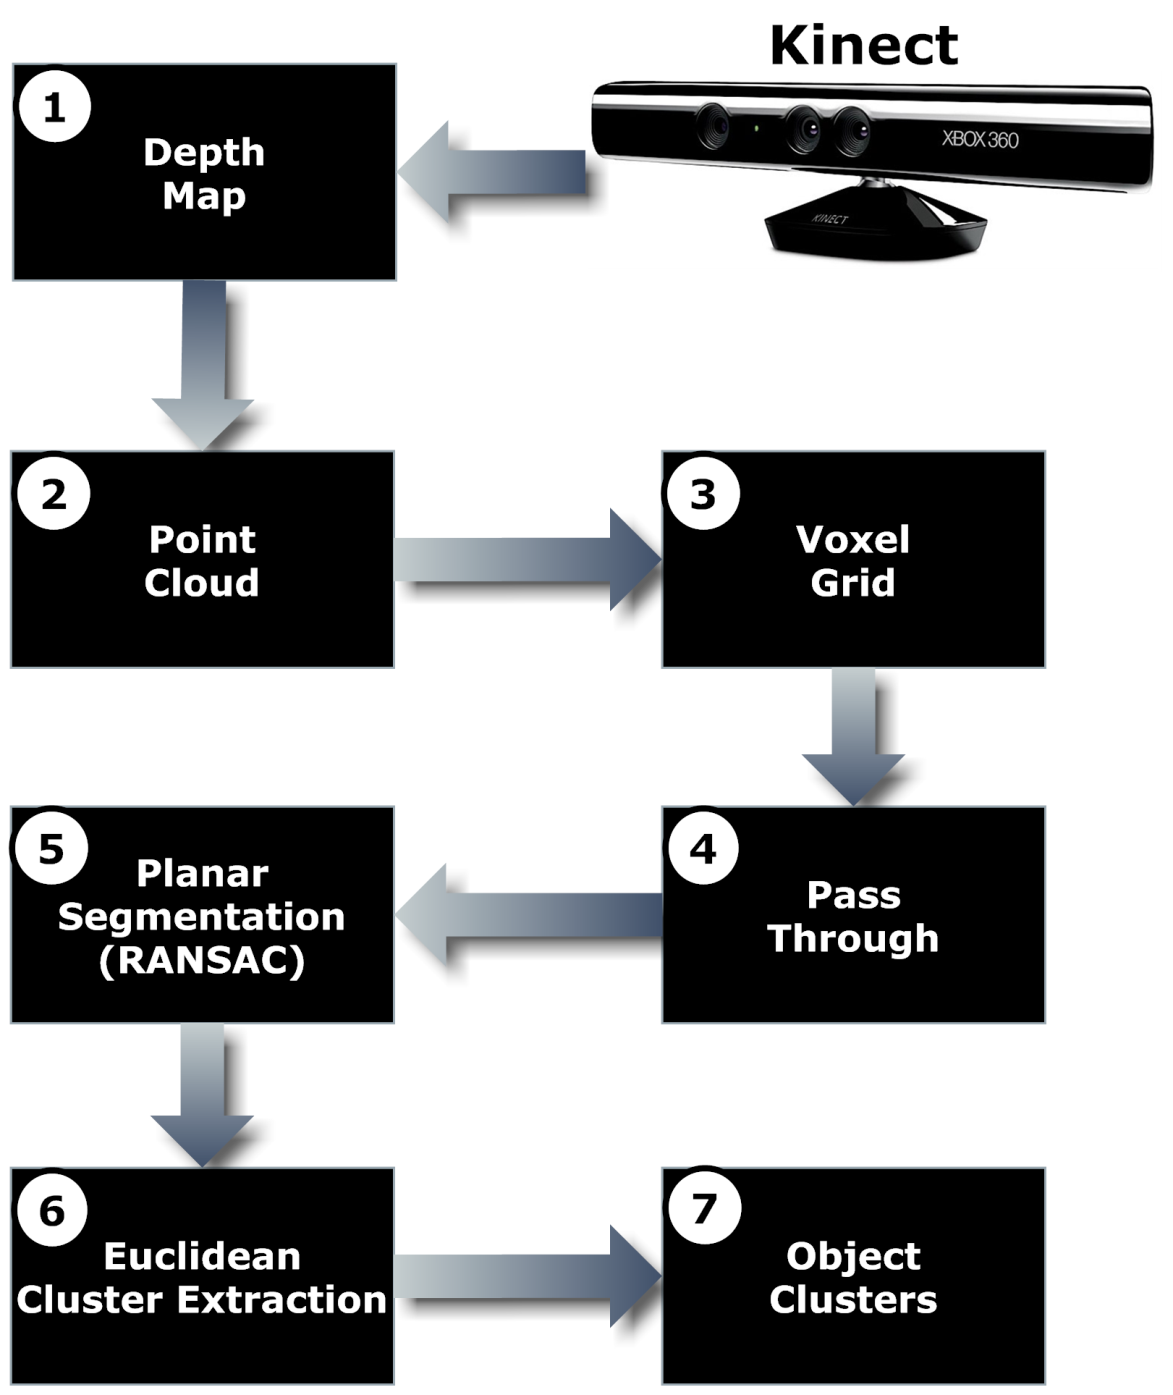 Kinect
XBOX 360
KINECT
1
Depth
Map
2
Point
Cloud
3
Voxel
Grid
4
Pass
Through
5
Planar
Segmentation
(RANSAC)
6
Euclidean
Cluster Extraction
7
Object
Clusters